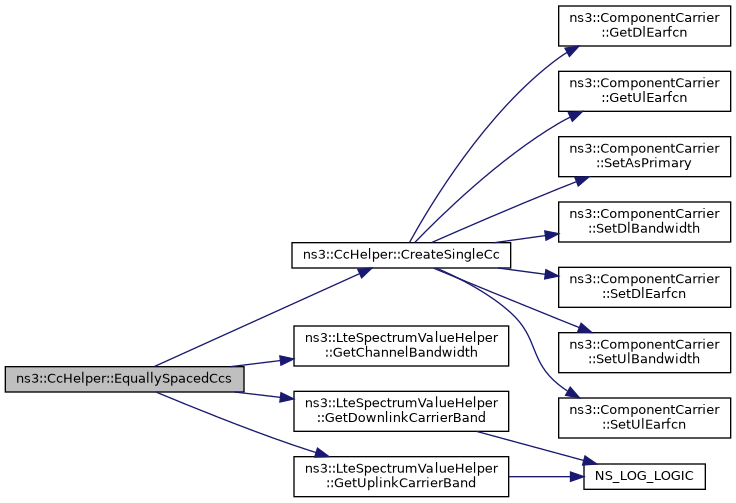 ns3::CcHelper::EquallySpacedCcs
ns3::CcHelper::CreateSingleCc
ns3::ComponentCarrier
::GetDlEarfcn
ns3::ComponentCarrier
::GetUlEarfcn
ns3::ComponentCarrier
::SetAsPrimary
ns3::ComponentCarrier
::SetDlBandwidth
ns3::ComponentCarrier
::SetDlEarfcn
ns3::ComponentCarrier
::SetUlBandwidth
ns3::ComponentCarrier
::SetUlEarfcn
ns3::LteSpectrumValueHelper
::GetChannelBandwidth
ns3::LteSpectrumValueHelper
::GetDownlinkCarrierBand
ns3::LteSpectrumValueHelper
::GetUplinkCarrierBand
NS_LOG_LOGIC